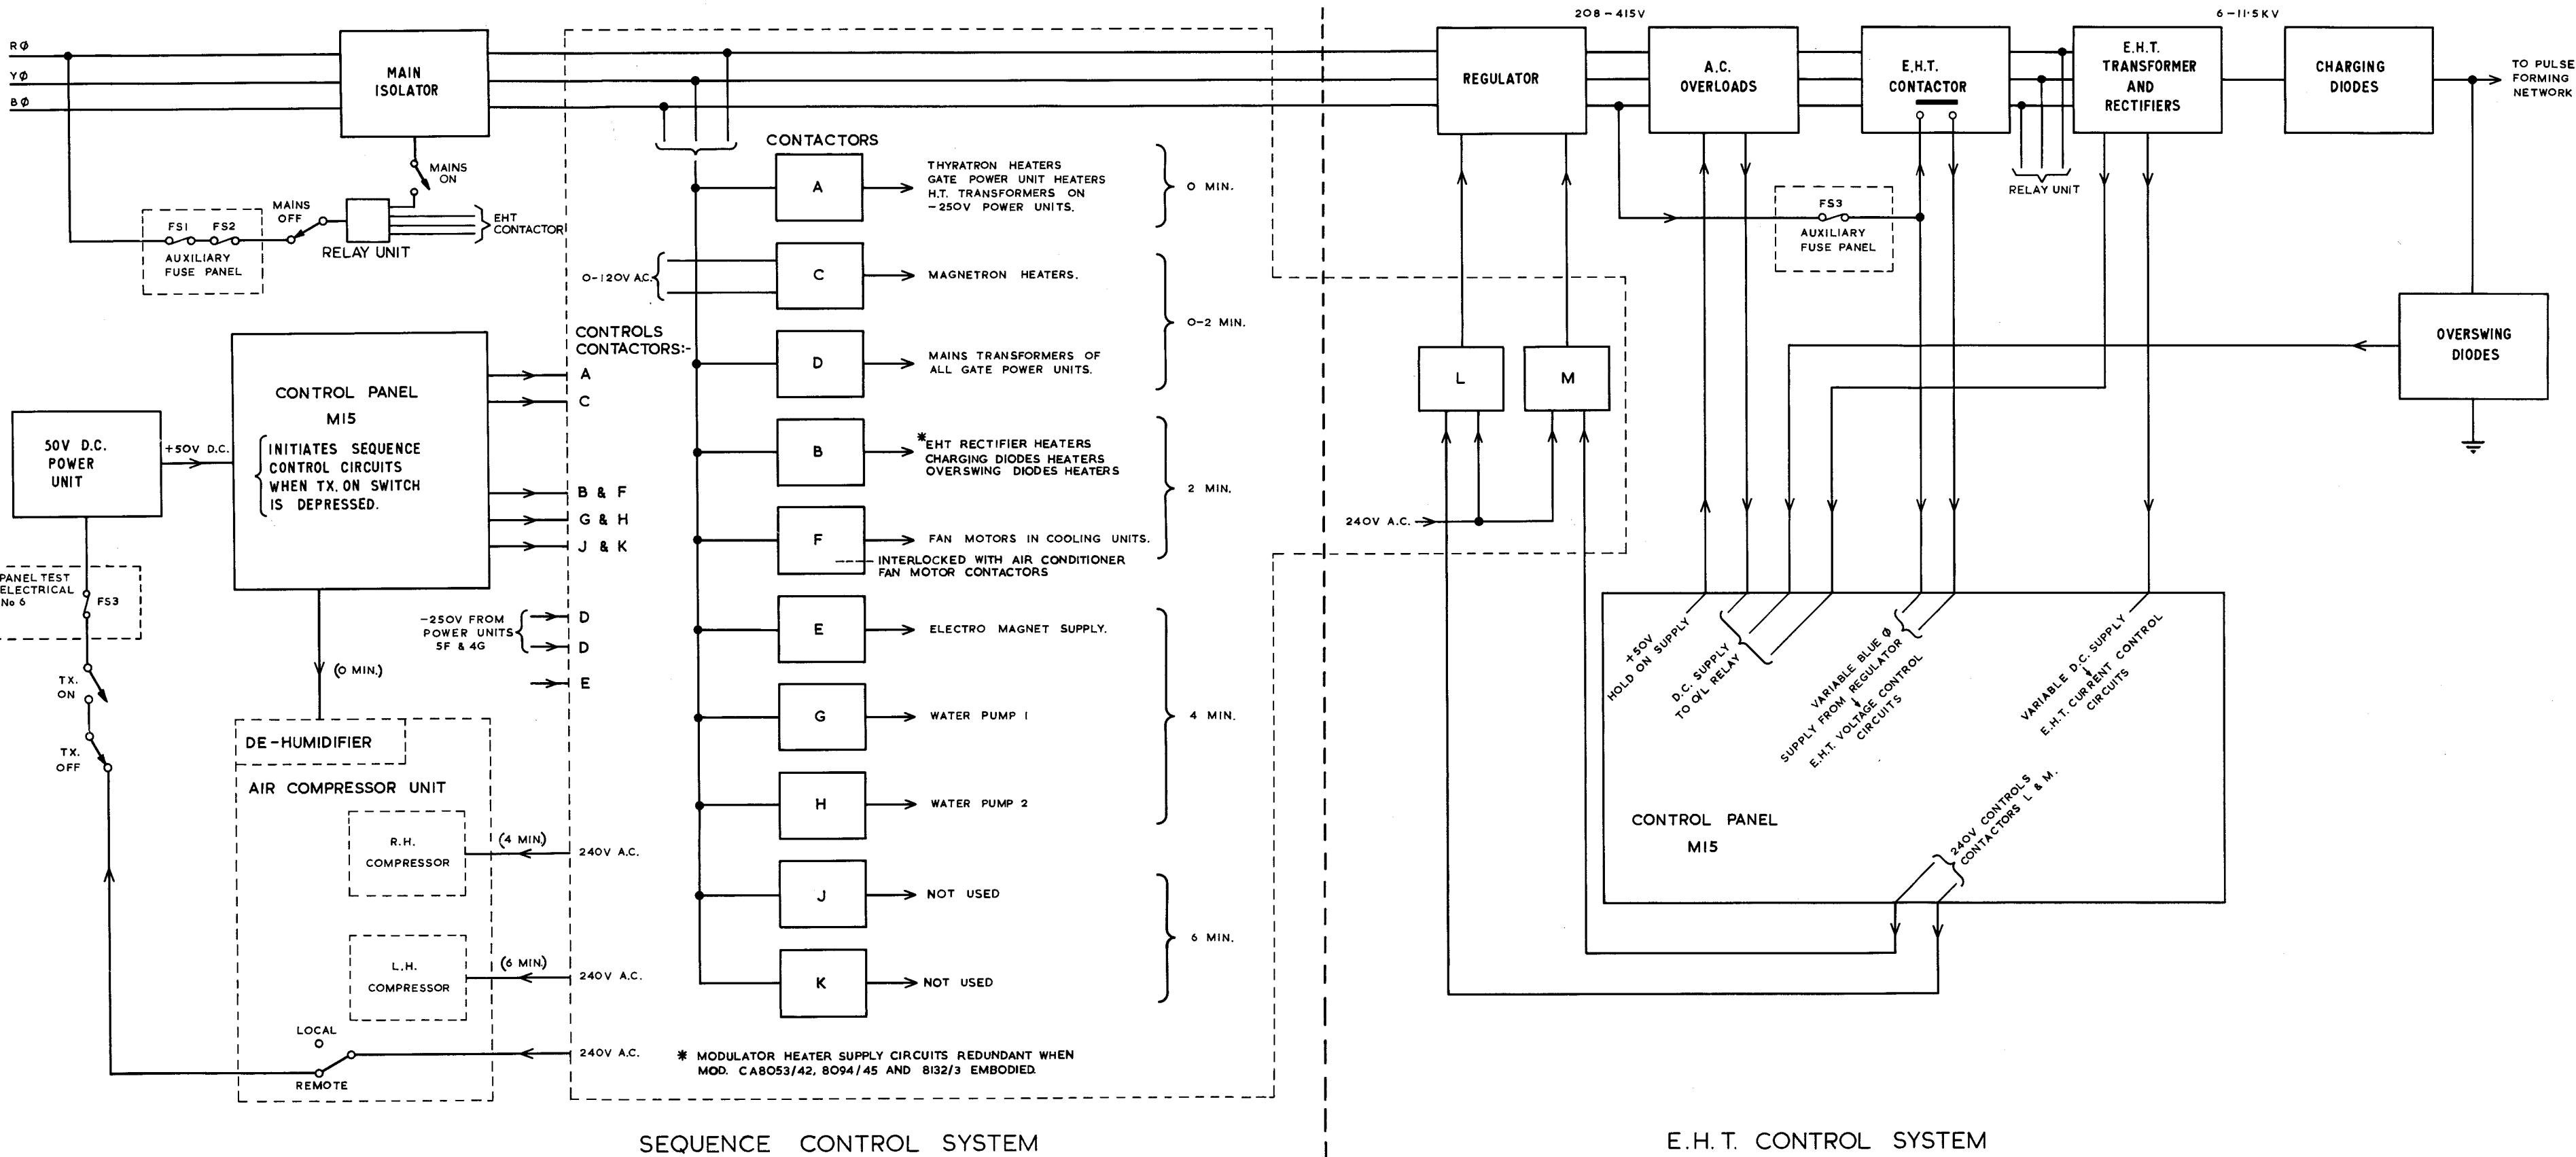 RØ
YØ
BØ
MAIN
ISOLATOR
MAINS
ON
MAINS
OFF
FS1 FS2
AUXILIARY
FUSE PANEL
RELAY UNIT
EHT
CONTACTOR
50V D.C.
POWER
UNIT
+50V D.C.
CONTROL PANEL
M15
INITIATES SEQUENCE
CONTROL CIRCUITS
WHEN TX. ON SWITCH
IS DEPRESSED.
PANEL TEST
ELECTRICAL
No 6
FS3
TX.
ON
TX.
OFF
(0 MIN.)
DE-HUMIDIFIER
AIR COMPRESSOR UNIT
R.H.
COMPRESSOR
(4 MIN.)
240V A.C.
L.H.
COMPRESSOR
(6 MIN.)
240V A.C.
LOCAL
REMOTE
240V A.C.
CONTROLS
CONTACTORS:-
A
C
B & F
G & H
J & K
-250V FROM
POWER UNITS
5F & 4G
D
D
E
CONTACTORS
A
THYRATRON HEATERS
GATE POWER UNIT HEATERS
H.T. TRANSFORMERS ON
-250V POWER UNITS.
0 MIN.
0-120V A.C.
C
MAGNETRON HEATERS.
D
MAINS TRANSFORMERS OF
ALL GATE POWER UNITS.
0-2 MIN.
B
*EHT RECTIFIER HEATERS
CHARGING DIODES HEATERS
OVERSWING DIODES HEATERS
F
FAN MOTORS IN COOLING UNITS.
INTERLOCKED WITH AIR CONDITIONER
FAN MOTOR CONTACTORS
2 MIN.
E
ELECTRO MAGNET SUPPLY.
G
WATER PUMP 1
H
WATER PUMP 2
4 MIN.
J
NOT USED
K
NOT USED
6 MIN.
* MODULATOR HEATER SUPPLY CIRCUITS REDUNDANT WHEN
MOD. CA8053/42, 8094/45 AND 8132/3 EMBODIED.
SEQUENCE CONTROL SYSTEM
208-415V
6-11·5KV
REGULATOR
A.C.
OVERLOADS
E.H.T.
CONTACTOR
E.H.T.
TRANSFORMER
AND
RECTIFIERS
CHARGING
DIODES
TO PULSE
FORMING
NETWORK
RELAY UNIT
FS3
AUXILIARY
FUSE PANEL
OVERSWING
DIODES
L
M
240V A.C.
+50V
HOLD ON SUPPLY
D.C. SUPPLY
TO O/L RELAY
VARIABLE BLUE Ø
SUPPLY FROM REGULATOR
E.H.T. VOLTAGE CONTROL
CIRCUITS
VARIABLE D.C. SUPPLY
E.H.T. CURRENT CONTROL
CIRCUITS
CONTROL PANEL
M15
240V CONTROLS
CONTACTORS L & M.
E.H.T. CONTROL SYSTEM